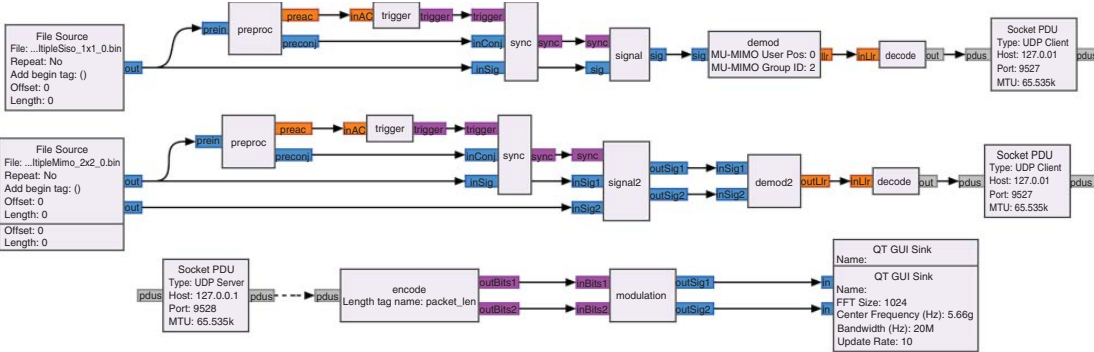 File Source
File: ...ltipleSiso_1x1_0.bin
Repeat: No
Add begin tag: ()
Offset: 0
Length: 0
out
prein
preproc
preac
preconj
inAC
trigger
trigger
trigger
inConj
inSig
sync
sync
sync
sig
signal
sig
sig
demod
MU-MIMO User Pos: 0
MU-MIMO Group ID: 2
llr
inLlr
decode
out
pdus
Socket PDU
Type: UDP Client
Host: 127.0.01
Port: 9527
MTU: 65.535k
pdus
File Source
File: ...ltipleMimo_2x2_0.bin
Repeat: No
Add begin tag: ()
Offset: 0
Length: 0
Offset: 0
Length: 0
out
out
prein
preproc
preac
preconj
inAC
trigger
trigger
trigger
inConj
inSig
sync
sync
sync
inSig1
inSig2
signal2
outSig1
outSig2
inSig1
inSig2
demod2
outLlr
inLlr
decode
out
pdus
Socket PDU
Type: UDP Client
Host: 127.0.01
Port: 9527
MTU: 65.535k
pdus
pdus
Socket PDU
Type: UDP Server
Host: 127.0.0.1
Port: 9528
MTU: 65.535k
pdus
pdus
encode
Length tag name: packet_len
outBits1
outBits2
inBits1
inBits2
modulation
outSig1
outSig2
in
in
QT GUI Sink
Name:
QT GUI Sink
Name:
FFT Size: 1024
Center Frequency (Hz): 5.66g
Bandwidth (Hz): 20M
Update Rate: 10